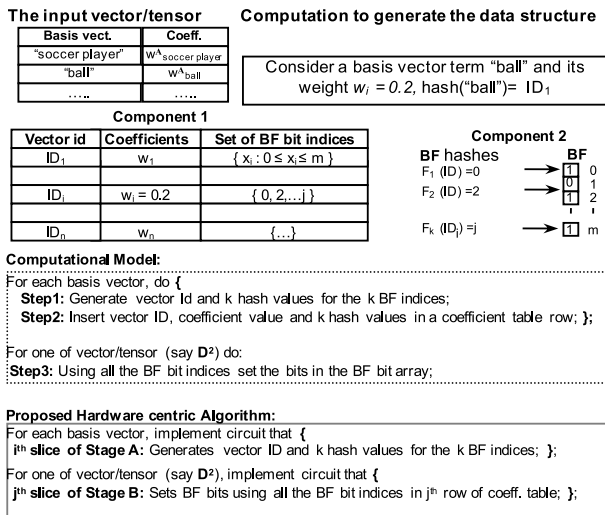 The input vector/tensor
Computation to generate the data structure
Basis vect. Coeff.
"soccer player" w^A soccer player
"ball" w^A ball
..... .....
Consider a basis vector term "ball" and its
weight wi = 0.2, hash("ball")= ID1
Component 1
Vector id Coefficients Set of BF bit indices
ID1 w1 { xi : 0 ≤ xi ≤ m }
IDi wi = 0.2 { 0, 2,...j }
IDn wn {...}
Component 2
BF hashes BF
F1 (ID) =0 1 0
0 1
F2 (ID) =2 1 2
Fk (IDj) =j 1 m
Computational Model:
For each basis vector, do {
Step1: Generate vector Id and k hash values for the k BF indices;
Step2: Insert vector ID, coefficient value and k hash values in a coefficient table row; };
For one of vector/tensor (say D²) do:
Step3: Using all the BF bit indices set the bits in the BF bit array;
Proposed Hardware centric Algorithm:
For each basis vector, implement circuit that {
i^th slice of Stage A: Generates vector ID and k hash values for the k BF indices; };
For one of vector/tensor (say D²), implement circuit that {
j^th slice of Stage B: Sets BF bits using all the BF bit indices in j^th row of coeff. table; };